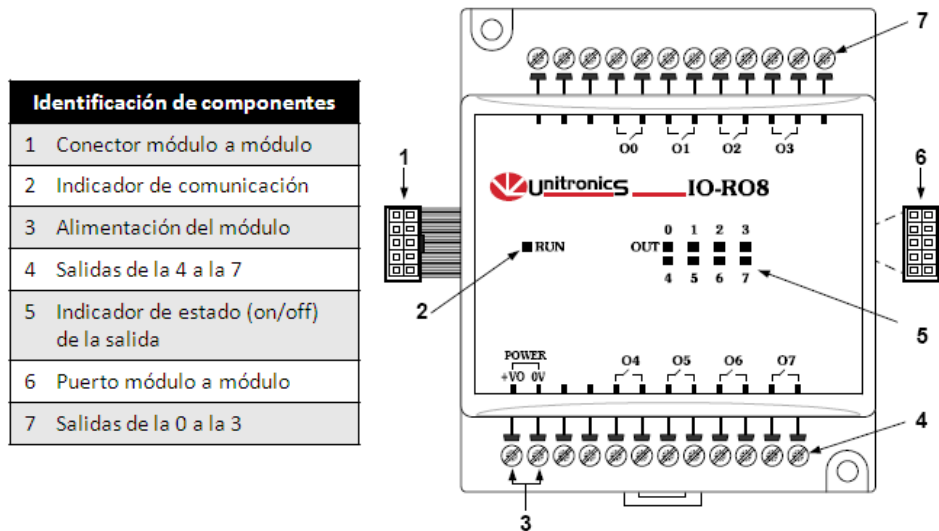 Identificación de componentes
1 Conector módulo a módulo
2 Indicador de comunicación
3 Alimentación del módulo
4 Salidas de la 4 a la 7
5 Indicador de estado (on/off)
de la salida
6 Puerto módulo a módulo
7 Salidas de la 0 a la 3
7
O0 O1 O2 O3
1
6
Unitronics IO-RO8
0 1 2 3
RUN
OUT
4 5 6 7
2
5
POWER
+VO 0V
O4 O5 O6 O7
4
3